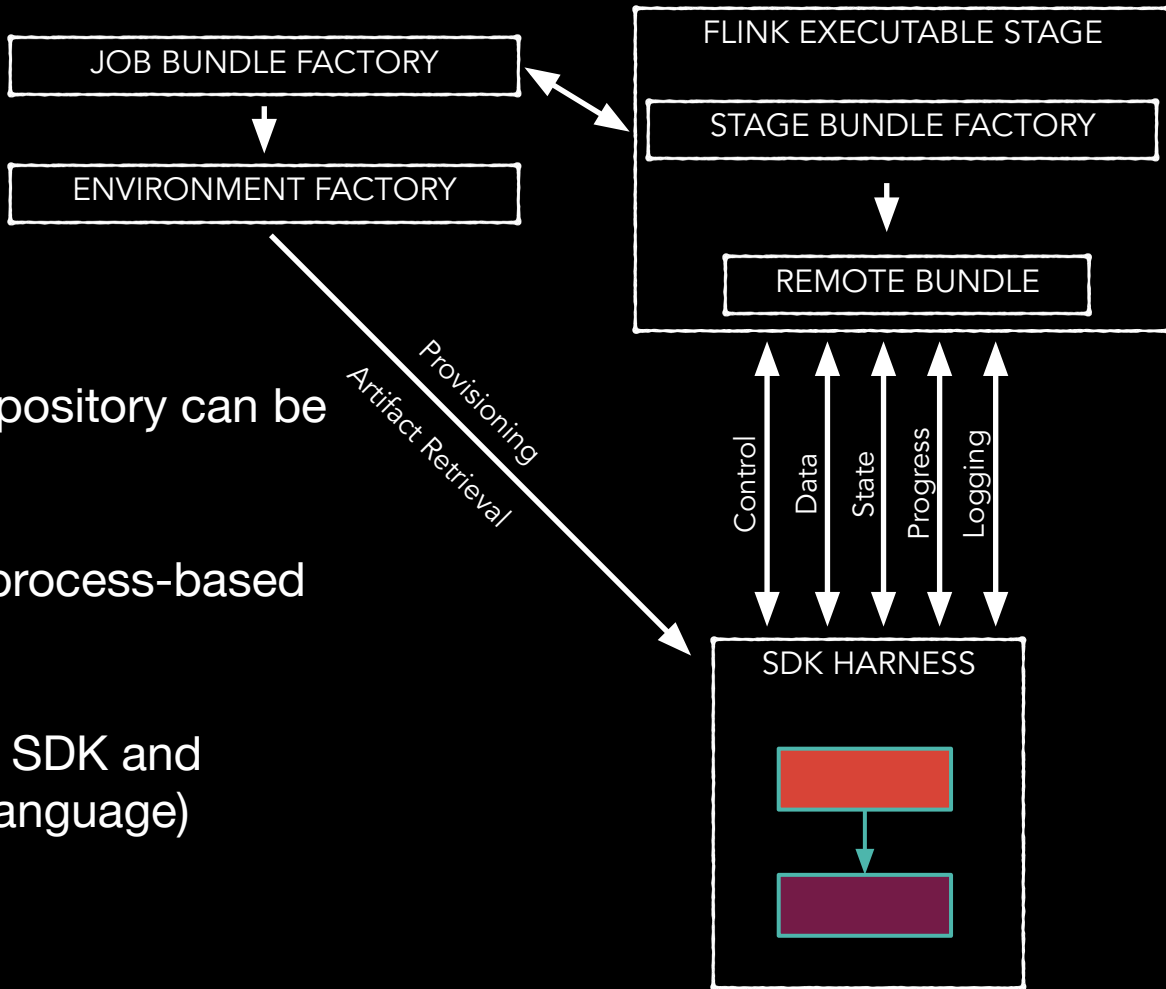 FLINK EXECUTABLE STAGE
JOB BUNDLE FACTORY
STAGE BUNDLE FACTORY
ENVIRONMENT FACTORY
REMOTE BUNDLE
Provisioning
Artifact Retrieval
pository can be
Control
Data
State
Progress
Logging
process-based
SDK HARNESS
SDK and
anguage)